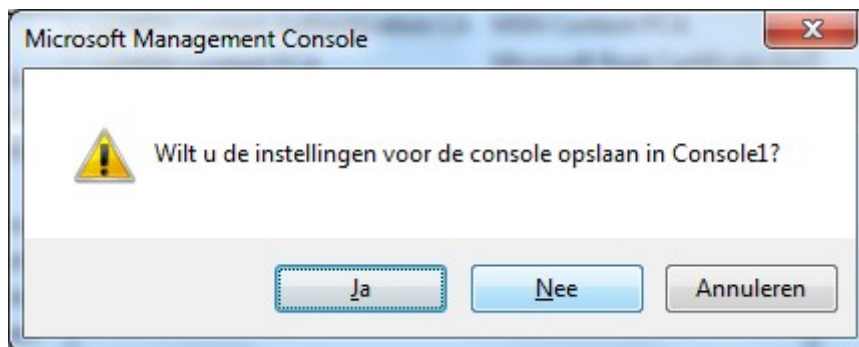 Microsoft Management Console
Wilt u de instellingen voor de console opslaan in Console1?
Ja
Nee
Annuleren